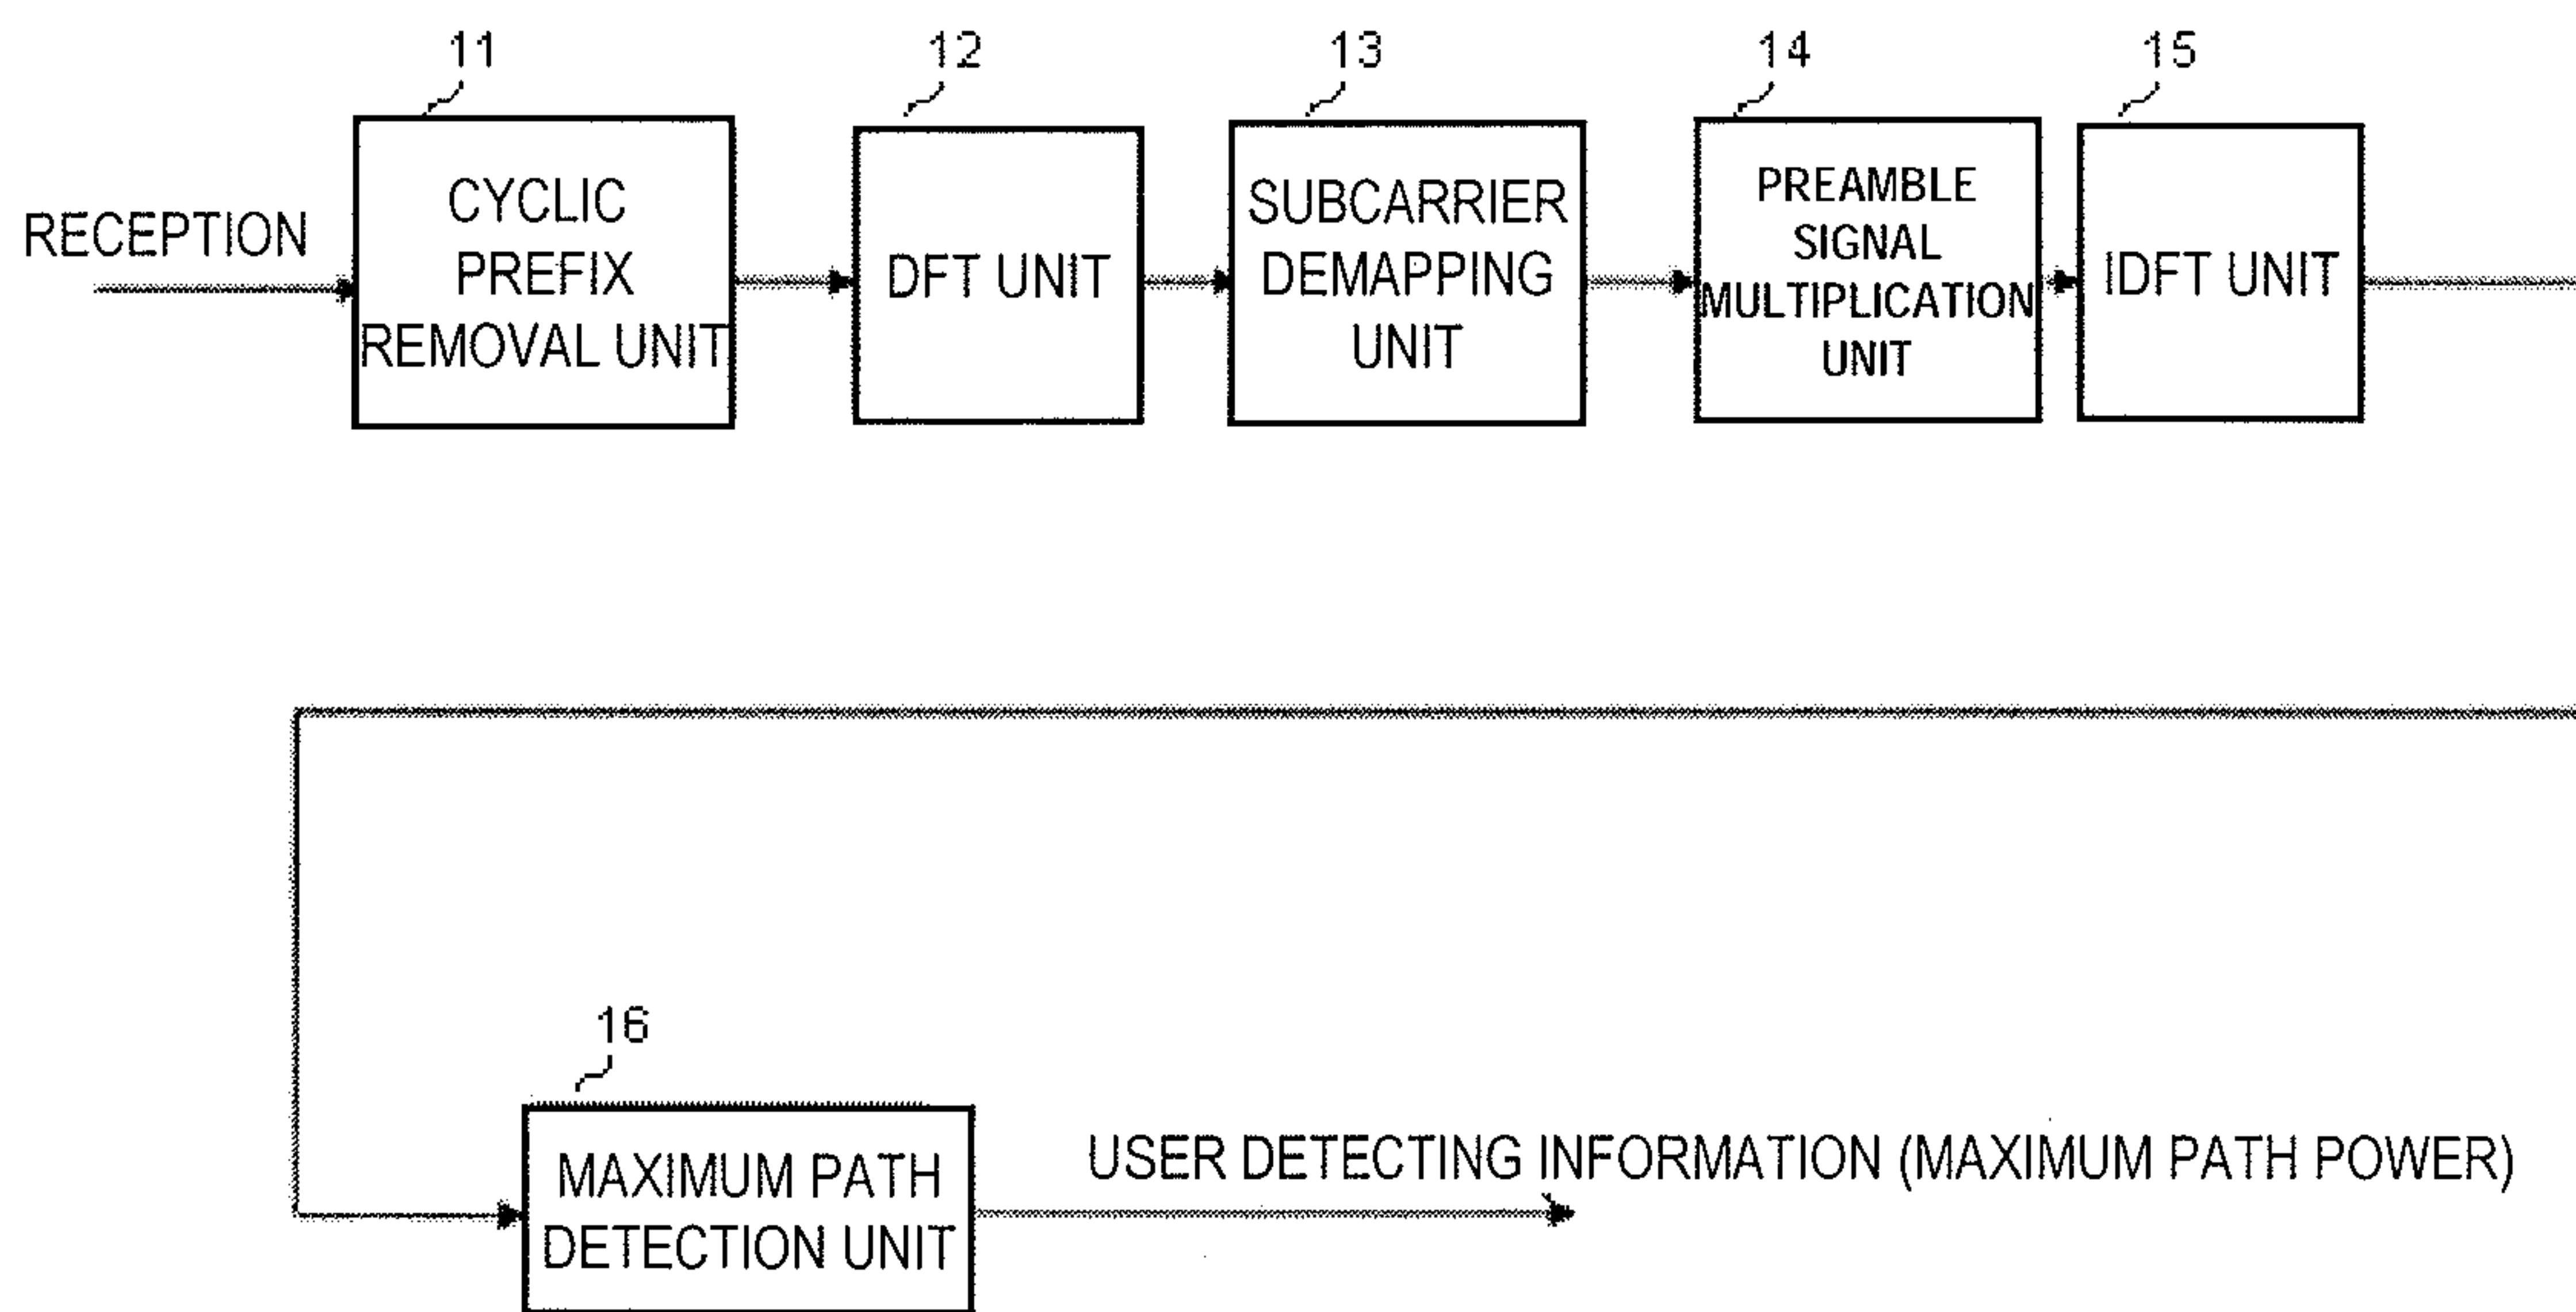 11
12
13
14
15
RECEPTION
CYCLIC
PREFIX
REMOVAL UNIT
DFT UNIT
SUBCARRIER
DEMAPPING
UNIT
PREAMBLE
SIGNAL
MULTIPLICATION
UNIT
IDFT UNIT
16
MAXIMUM PATH
DETECTION UNIT
USER DETECTING INFORMATION (MAXIMUM PATH POWER)